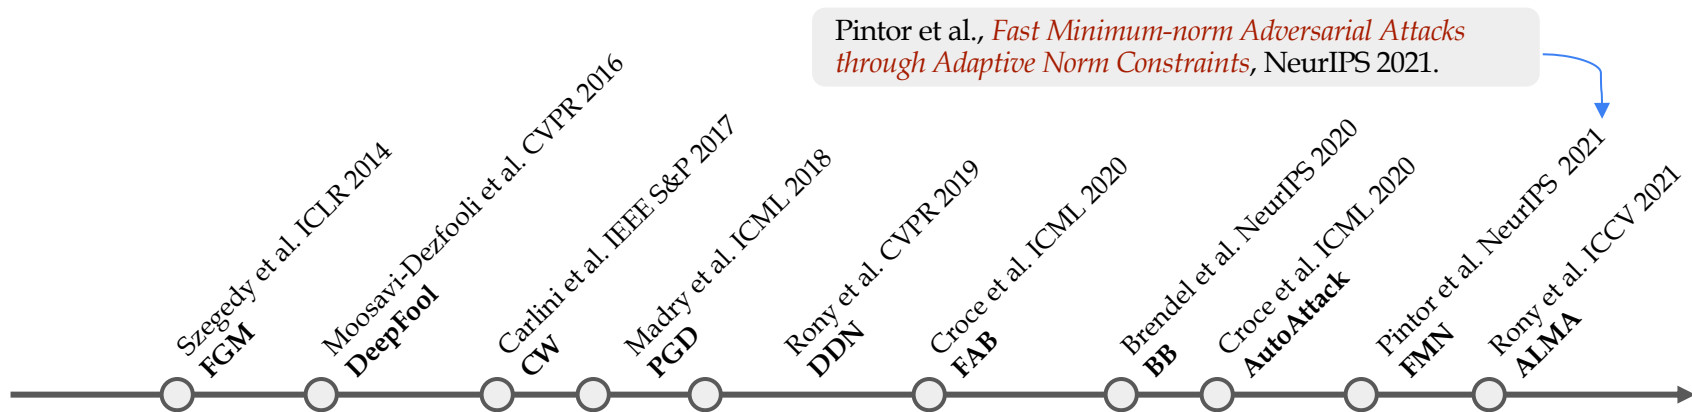 Pintor et al., Fast Minimum-norm Adversarial Attacks
through Adaptive Norm Constraints, NeurIPS 2021.
Szegedy et al. ICLR 2014
FGM
Moosavi-Dezfooli et al. CVPR 2016
DeepFool
Carlini et al. IEEE S&P 2017
CW
Madry et al. ICML 2018
PGD
Rony et al. CVPR 2019
DDN
Croce et al. ICML 2020
FAB
Brendel et al. NeurIPS 2020
BB
Croce et al. ICML 2020
AutoAttack
Pintor et al. NeurIPS 2021
FMN
Rony et al. ICCV 2021
ALMA